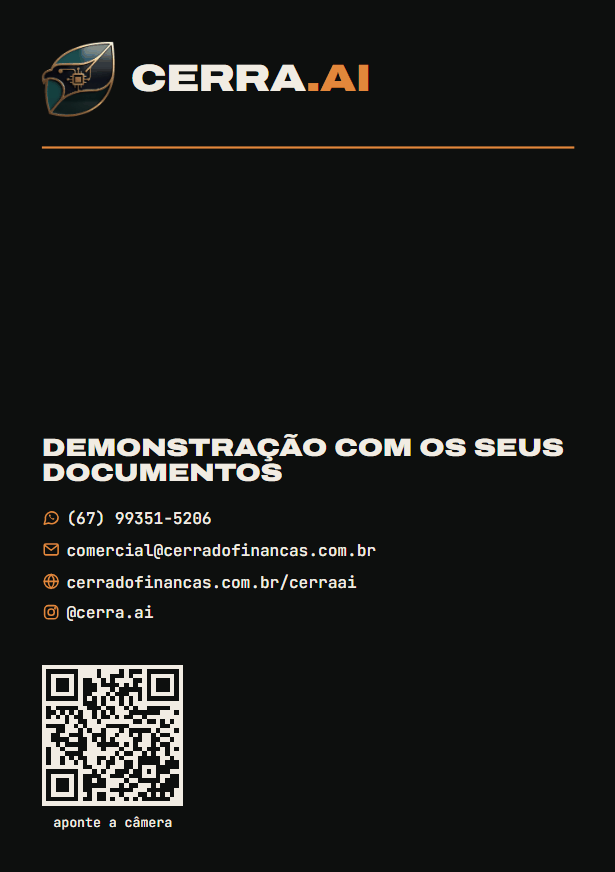 CERRA.AI
DEMONSTRAÇÃO COM OS SEUS
DOCUMENTOS
(67) 99351-5206
comercial@cerradofinancas.com.br
cerradofinancas.com.br/cerraai
@cerra.ai
aponte a câmera